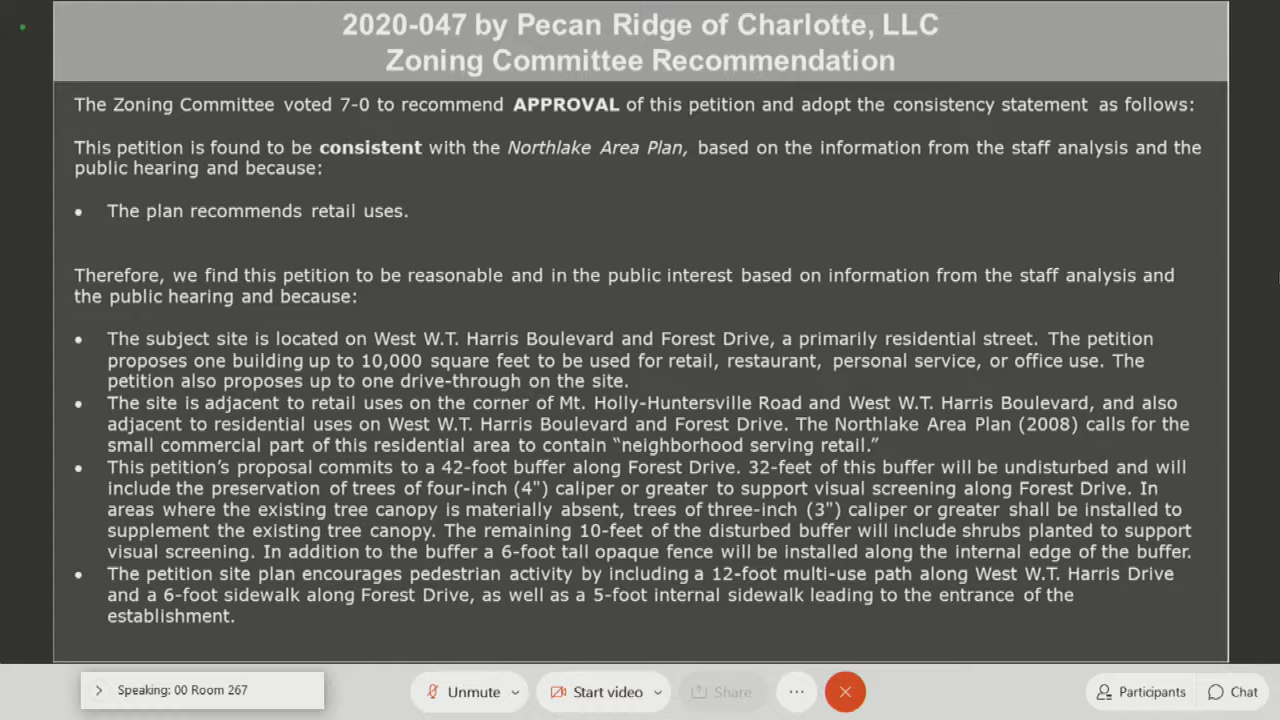 2020-047 by Pecan Ridge of Charlotte, LLC
Zoning Committee Recommendation
The Zoning Committee voted 7-0 to recommend APPROVAL of this petition and adopt the consistency statement as follows:
This petition is found to be consistent with the Northlake Area Plan, based on the information from the staff analysis and the
public hearing and because:
• The plan recommends retail uses.
Therefore, we find this petition to be reasonable and in the public interest based on information from the staff analysis and
the public hearing and because:
• The subject site is located on West W.T. Harris Boulevard and Forest Drive, a primarily residential street. The petition
proposes one building up to 10,000 square feet to be used for retail, restaurant, personal service, or office use. The
petition also proposes up to one drive-through on the site.
• The site is adjacent to retail uses on the corner of Mt. Holly-Huntersville Road and West W.T. Harris Boulevard, and also
adjacent to residential uses on West W.T. Harris Boulevard and Forest Drive. The Northlake Area Plan (2008) calls for the
small commercial part of this residential area to contain “neighborhood serving retail.”
• This petition’s proposal commits to a 42-foot buffer along Forest Drive. 32-feet of this buffer will be undisturbed and will
include the preservation of trees of four-inch (4") caliper or greater to support visual screening along Forest Drive. In
areas where the existing tree canopy is materially absent, trees of three-inch (3") caliper or greater shall be installed to
supplement the existing tree canopy. The remaining 10-feet of the disturbed buffer will include shrubs planted to support
visual screening. In addition to the buffer a 6-foot tall opaque fence will be installed along the internal edge of the buffer.
• The petition site plan encourages pedestrian activity by including a 12-foot multi-use path along West W.T. Harris Drive
and a 6-foot sidewalk along Forest Drive, as well as a 5-foot internal sidewalk leading to the entrance of the
establishment.
Speaking: 00 Room 267
Unmute
Start video
Share
Participants
Chat